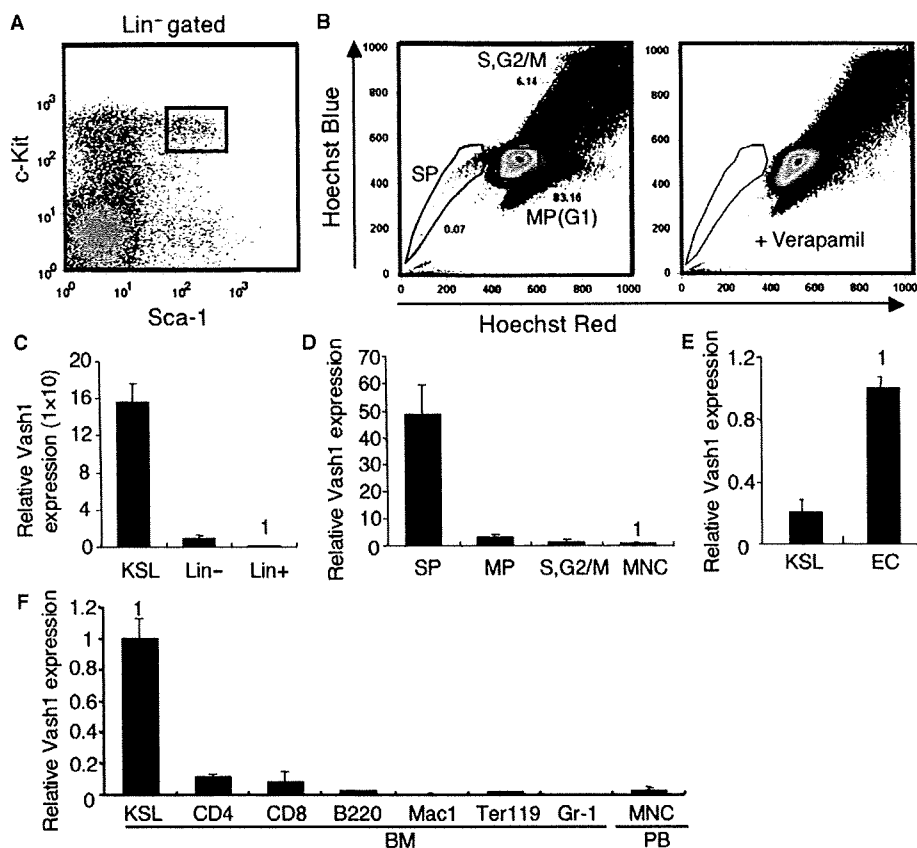 A
Lin⁻ gated
c-Kit
10³
10²
10¹
10⁰
10⁰ 10¹ 10² 10³
Sca-1
B
Hoechst Blue
1000
800
600
400
200
0
S,G2/M
6.14
SP
0.07
83.16
MP(G1)
0 200 400 600 800 1000
1000
800
600
400
200
0
+ Verapamil
0 200 400 600 800 1000
Hoechst Red
C
Relative Vash1
expression (1×10)
20
16
12
8
4
0
1
KSL Lin− Lin+
D
Relative Vash1 expression
70
60
50
40
30
20
10
0
1
SP MP S,G2/M MNC
E
Relative Vash1 expression
1.2
0.8
0.4
0
1
KSL EC
F
Relative Vash1 expression
1.2
1
0.8
0.6
0.4
0.2
0
1
KSL CD4 CD8 B220 Mac1 Ter119 Gr-1 MNC
BM PB